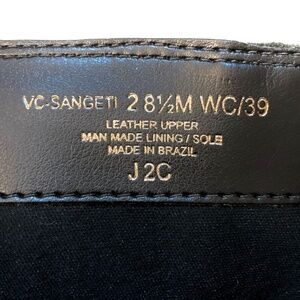 VC-SANGETI 2 8½M WC/39
LEATHER UPPER
MAN MADE LINING / SOLE
MADE IN BRAZIL
J2C